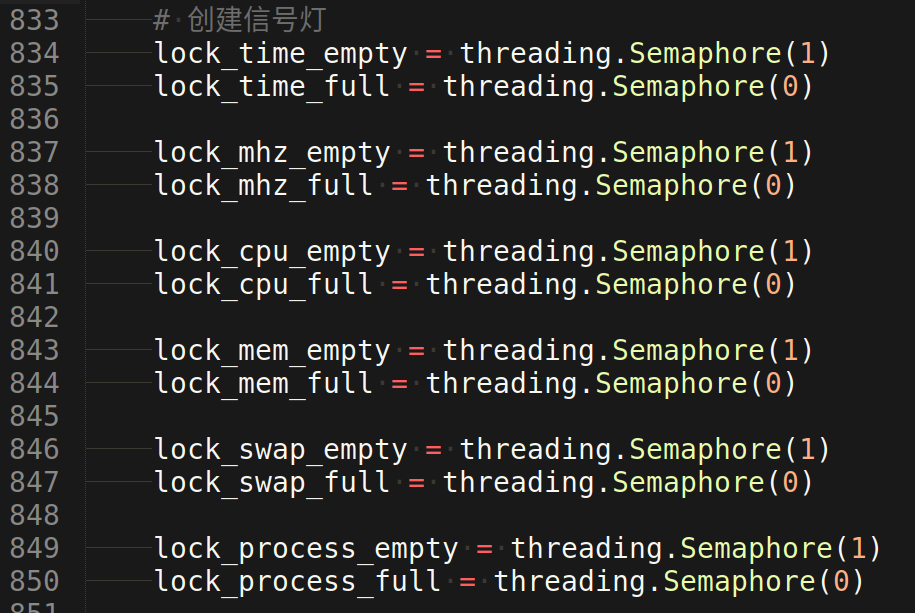 833 # 创建信号灯
834 lock_time_empty = threading.Semaphore(1)
835 lock_time_full = threading.Semaphore(0)
836
837 lock_mhz_empty = threading.Semaphore(1)
838 lock_mhz_full = threading.Semaphore(0)
839
840 lock_cpu_empty = threading.Semaphore(1)
841 lock_cpu_full = threading.Semaphore(0)
842
843 lock_mem_empty = threading.Semaphore(1)
844 lock_mem_full = threading.Semaphore(0)
845
846 lock_swap_empty = threading.Semaphore(1)
847 lock_swap_full = threading.Semaphore(0)
848
849 lock_process_empty = threading.Semaphore(1)
850 lock_process_full = threading.Semaphore(0)
851